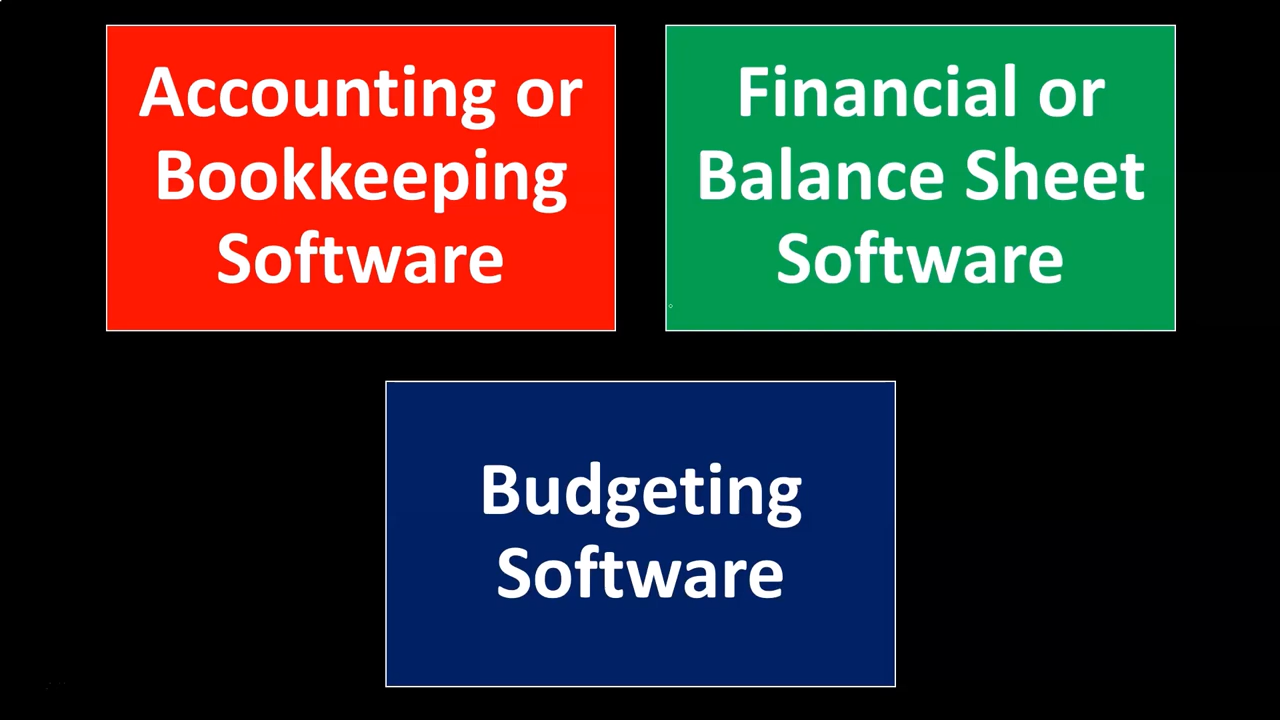 Accounting or
Bookkeeping
Software
Financial or
Balance Sheet
Software
Budgeting
Software